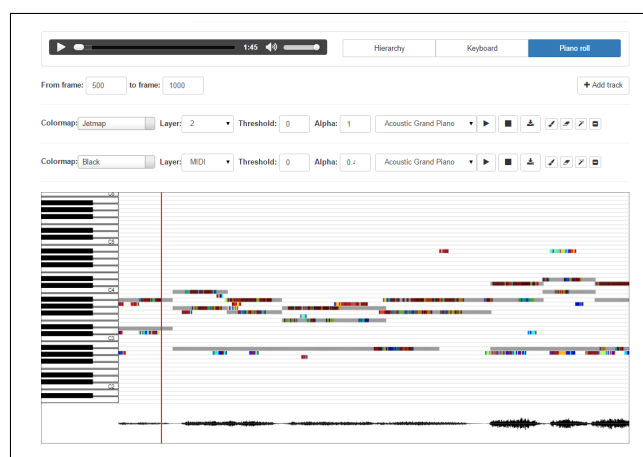 1:45
Hierarchy Keyboard Piano roll
From frame: 500 to frame: 1000 + Add track
Colormap: Jetmap Layer: 2 Threshold: 0 Alpha: 1 Acoustic Grand Piano
Colormap: Black Layer: MIDI Threshold: 0 Alpha: 0.4 Acoustic Grand Piano
C6
C5
C4
C3
C2